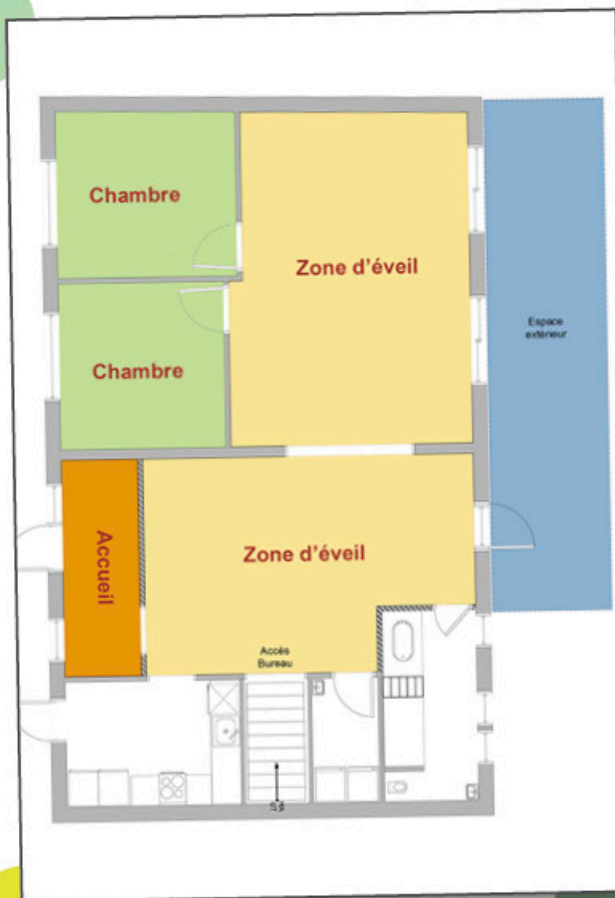 Chambre
Zone d'éveil
Espace
extérieur
Chambre
Accueil
Zone d'éveil
Accès
Bureau